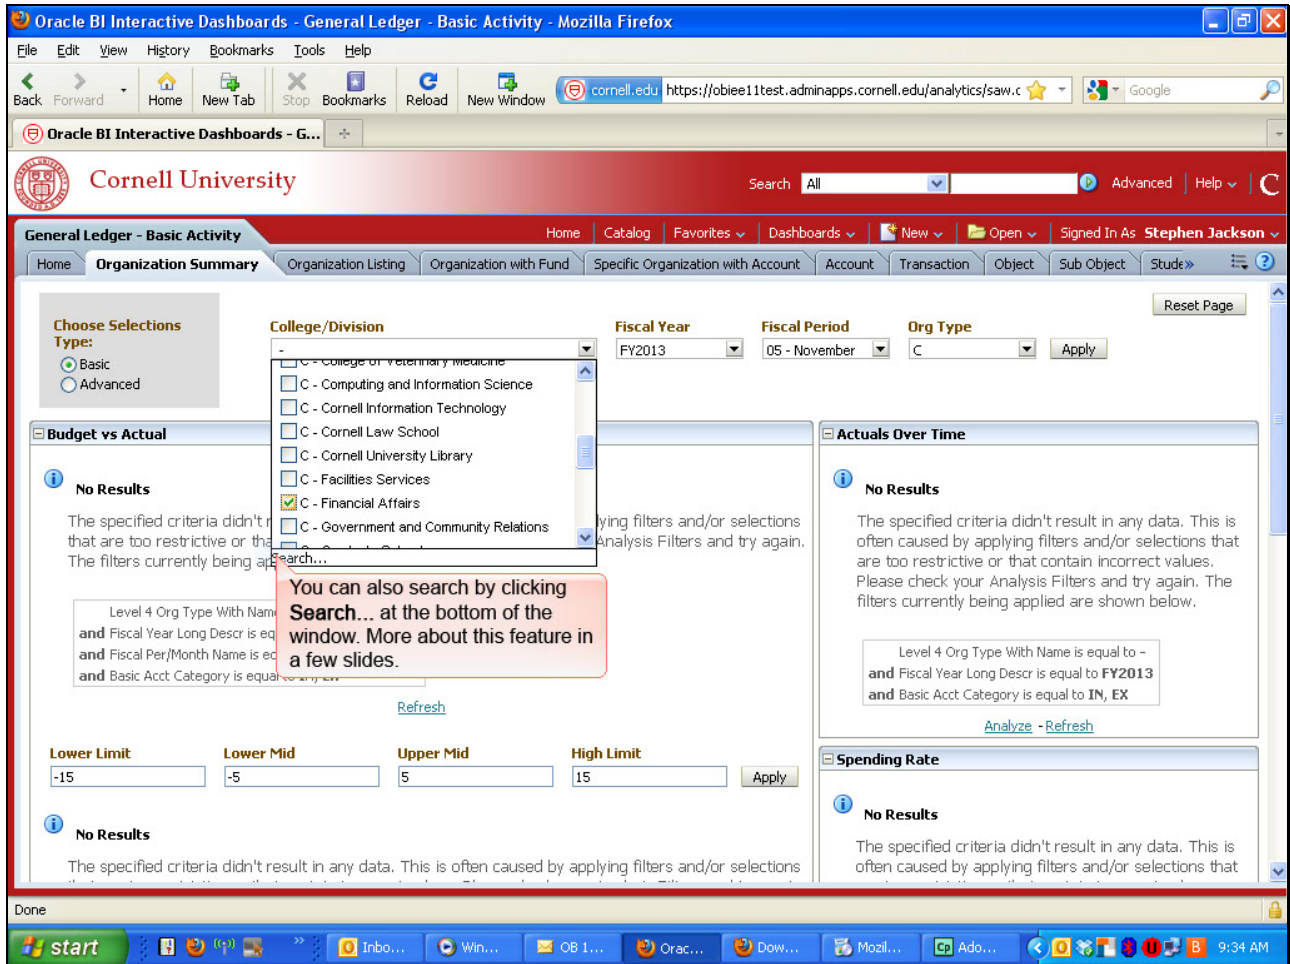 Oracle BI Interactive Dashboards - General Ledger - Basic Activity - Mozilla Firefox
File Edit View History Bookmarks Tools Help
Back Forward Home New Tab Stop Bookmarks Reload New Window cornell.edu https://obiee11test.adminapps.cornell.edu/analytics/saw.c Google
Oracle BI Interactive Dashboards - G...
Cornell University
Search All Advanced Help
General Ledger - Basic Activity
Home Catalog Favorites Dashboards New Open Signed In As Stephen Jackson
Home Organization Summary Organization Listing Organization with Fund Specific Organization with Account Account Transaction Object Sub Object Stude»
Reset Page
Choose Selections
Type:
Basic
Advanced
College/Division Fiscal Year Fiscal Period Org Type
- FY2013 05 - November C Apply
C - College of Veterinary Medicine
C - Computing and Information Science
C - Cornell Information Technology
C - Cornell Law School
C - Cornell University Library
C - Facilities Services
C - Financial Affairs
C - Government and Community Relations
Search...
You can also search by clicking
Search... at the bottom of the
window. More about this feature in
a few slides.
Budget vs Actual
No Results
The specified criteria didn't lying filters and/or selections
that are too restrictive or Analysis Filters and try again.
The filters currently being
Level 4 Org Type With
and Fiscal Year Long Descr is
and Fiscal Per/Month Name is
and Basic Acct Category is
Refresh
Lower Limit Lower Mid Upper Mid High Limit
-15 -5 5 15 Apply
No Results
The specified criteria didn't result in any data. This is often caused by applying filters and/or selections
Actuals Over Time
No Results
The specified criteria didn't result in any data. This is
often caused by applying filters and/or selections that
are too restrictive or that contain incorrect values.
Please check your Analysis Filters and try again. The
filters currently being applied are shown below.
Level 4 Org Type With Name is equal to -
and Fiscal Year Long Descr is equal to FY2013
and Basic Acct Category is equal to IN, EX
Analyze - Refresh
Spending Rate
No Results
The specified criteria didn't result in any data. This is
often caused by applying filters and/or selections that
Done
start Inbo... Win... OB 1... Orac... Dow... Mozil... Ado... 9:34 AM